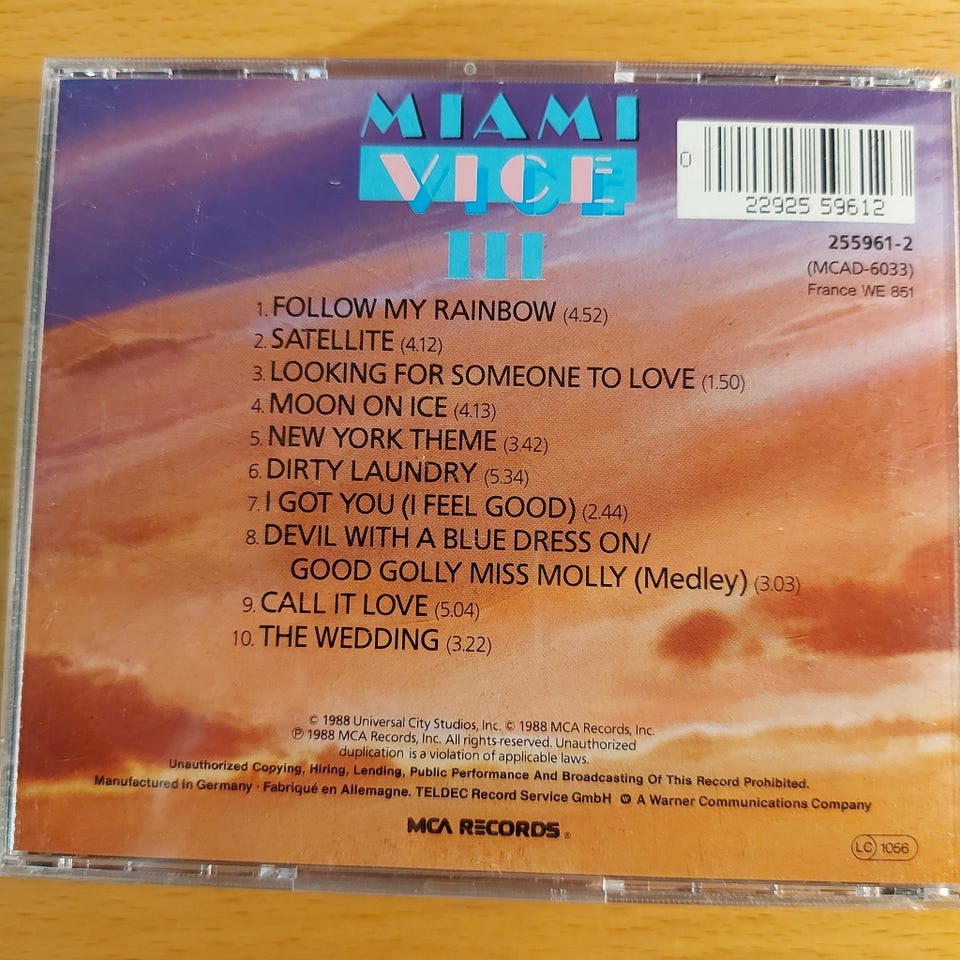 MIAMI
VICE
III
0
22925 59612
255961-2
(MCAD-6033)
France WE 851
1. FOLLOW MY RAINBOW (4.52)
2. SATELLITE (4.12)
3. LOOKING FOR SOMEONE TO LOVE (1.50)
4. MOON ON ICE (4.13)
5. NEW YORK THEME (3.42)
6. DIRTY LAUNDRY (5.34)
7. I GOT YOU (I FEEL GOOD) (2.44)
8. DEVIL WITH A BLUE DRESS ON/
GOOD GOLLY MISS MOLLY (Medley) (3.03)
9. CALL IT LOVE (5.04)
10. THE WEDDING (3.22)
© 1988 Universal City Studios, Inc. © 1988 MCA Records, Inc.
℗ 1988 MCA Records, Inc. All rights reserved. Unauthorized
duplication is a violation of applicable laws.
Unauthorized Copying, Hiring, Lending, Public Performance And Broadcasting Of This Record Prohibited.
Manufactured in Germany · Fabriqué en Allemagne. TELDEC Record Service GmbH A Warner Communications Company
MCA RECORDS ®
LC 1056